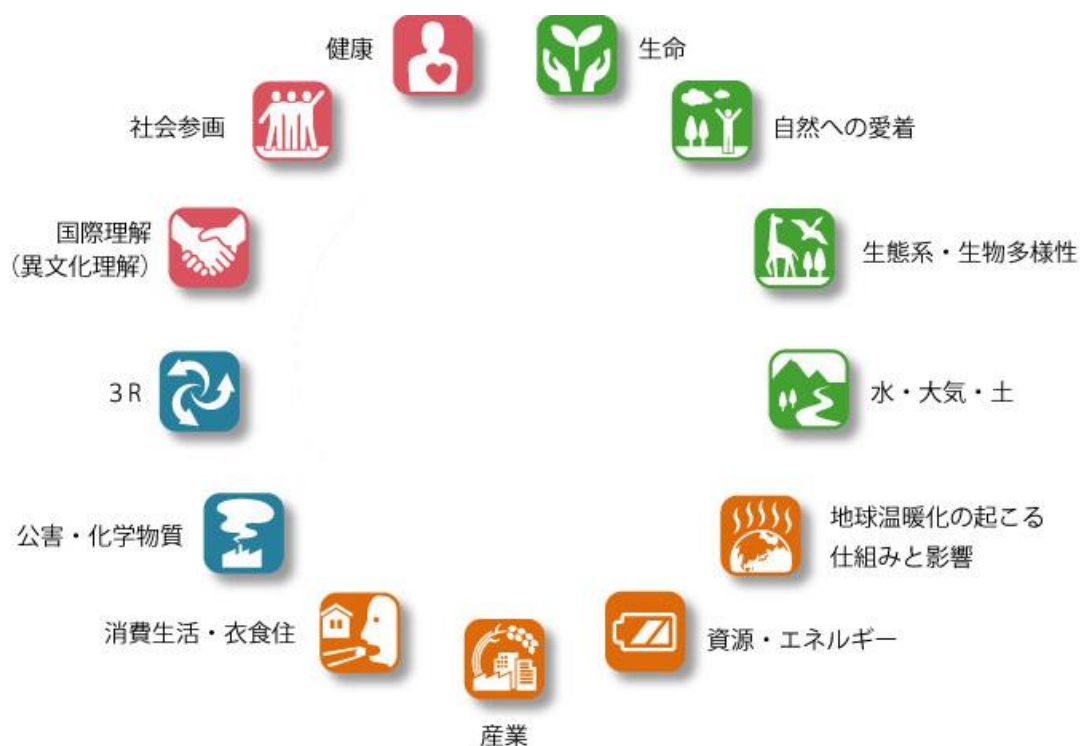 健康
生命
社会参画
自然への愛着
国際理解
（異文化理解）
生態系・生物多様性
３Ｒ
水・大気・土
公害・化学物質
地球温暖化の起こる
仕組みと影響
消費生活・衣食住
資源・エネルギー
産業